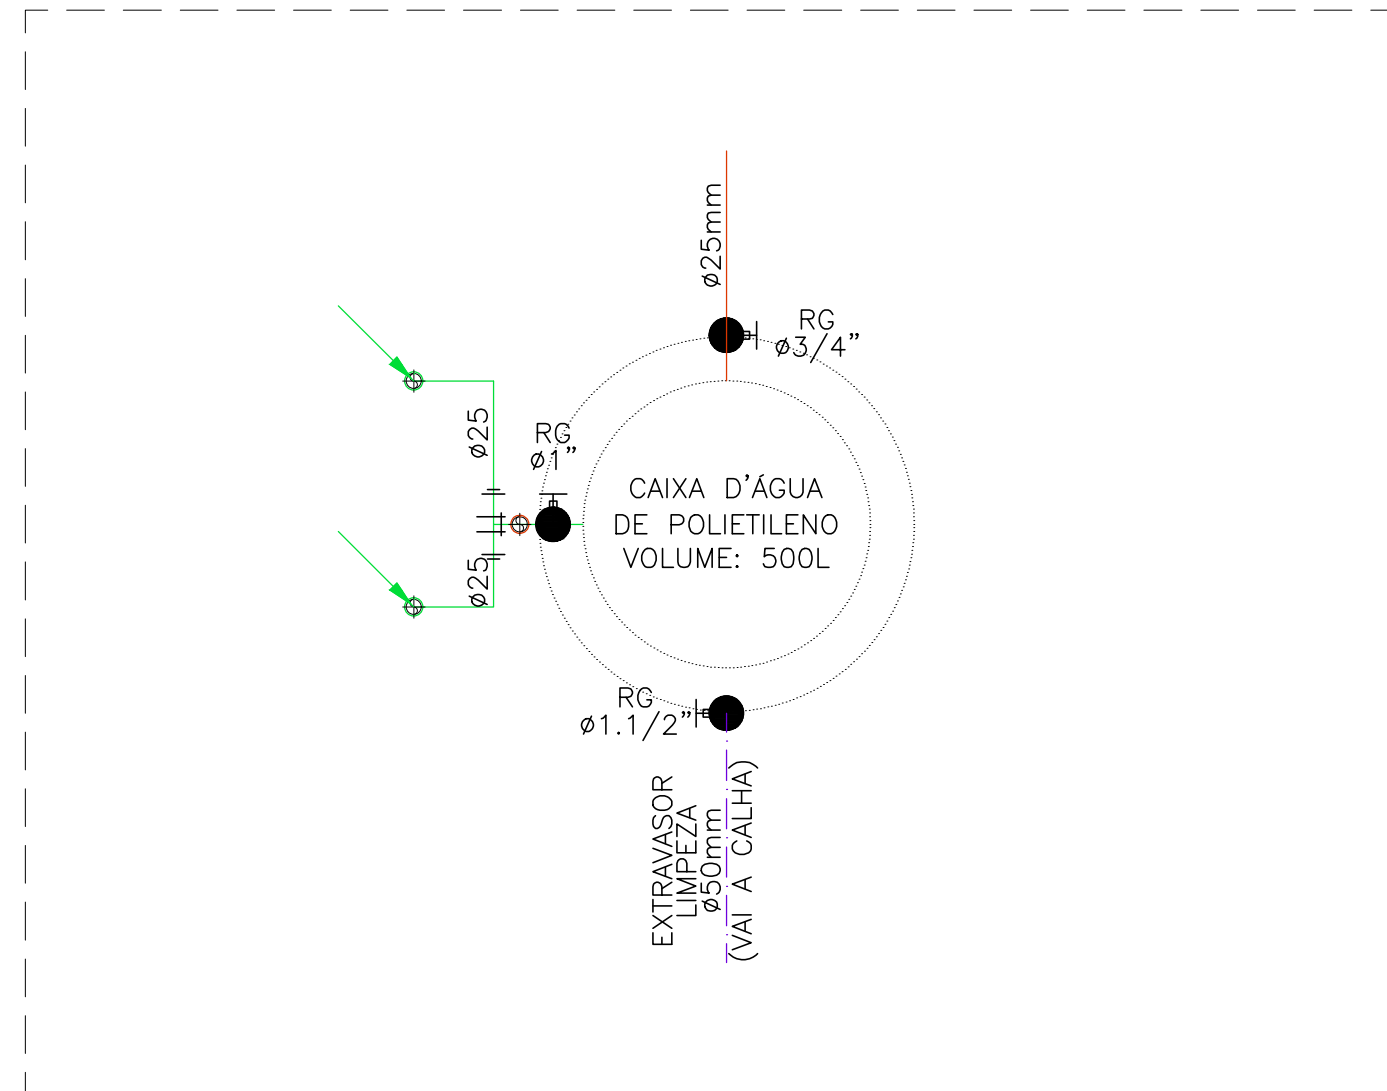 ø25mm
RG
ø3/4"
RG
ø1"
ø25
ø25
CAIXA D'ÁGUA
DE POLIETILENO
VOLUME: 500L
RG
ø1.1/2"
EXTRAVASOR
LIMPEZA
ø50mm
(VAI A CALHA)